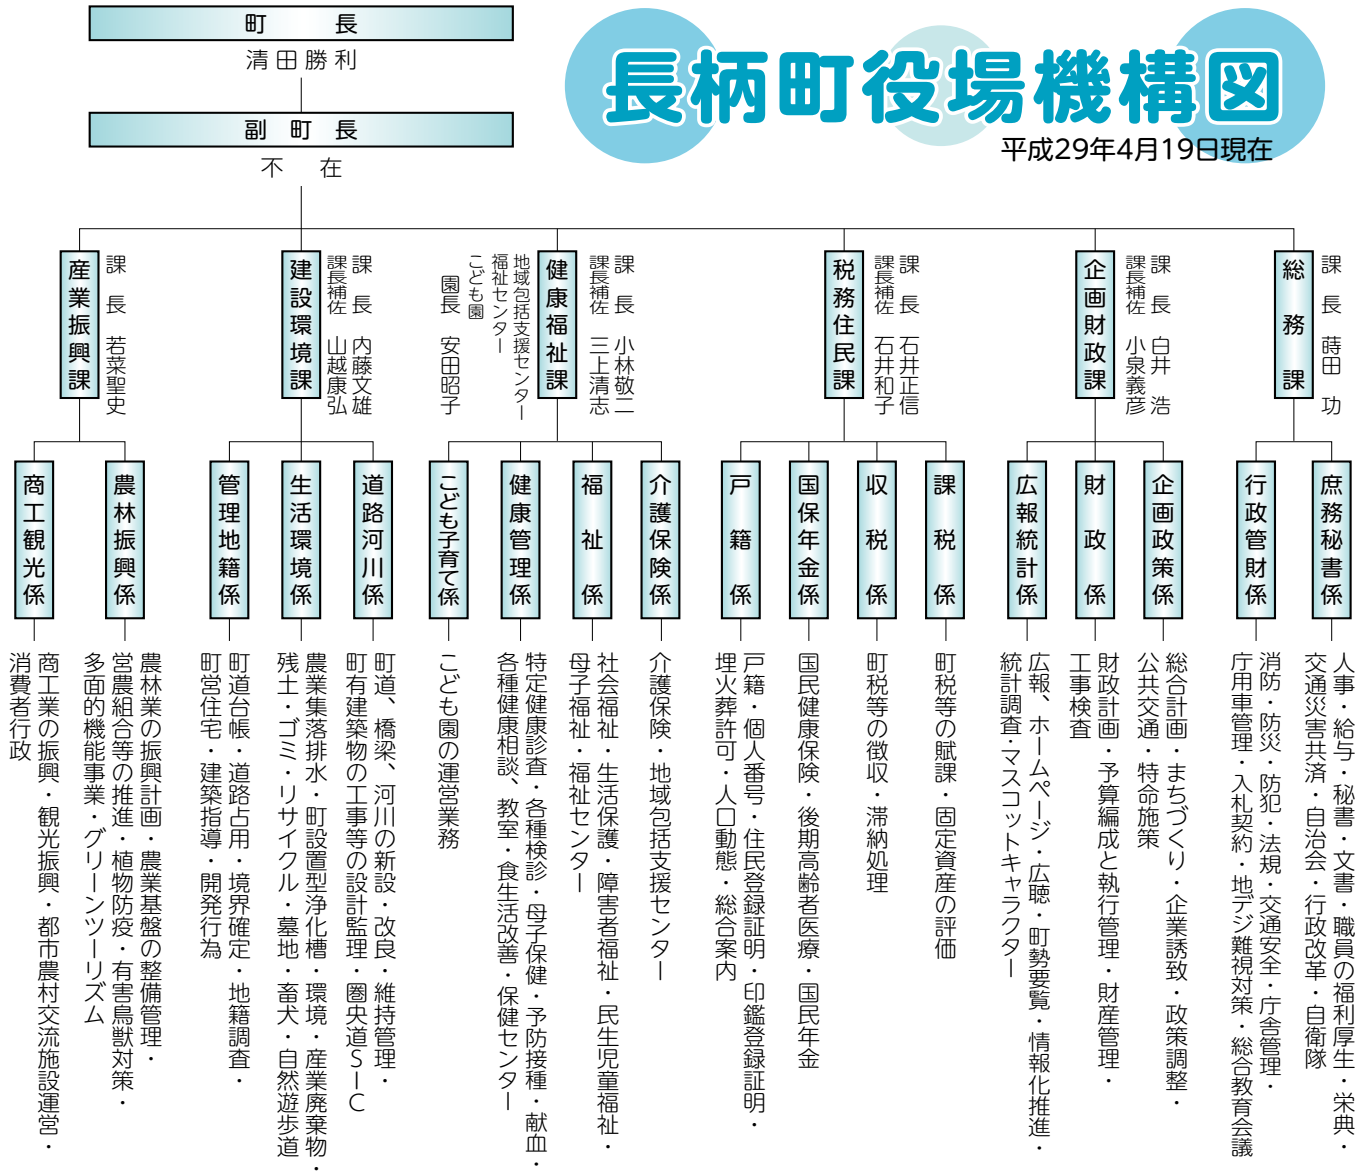 長柄町役場機構図
平成29年4月19日現在
町長
清田勝利
副町長
不在
総務課
課長 蒔田功
庶務秘書係
人事・給与・秘書・文書・職員の福利厚生・栄典・
交通災害共済・自治会・行政改革・自衛隊
行政管財係
消防・防災・防犯・法規・交通安全・庁舎管理・
庁用車管理・入札契約・地デジ難視対策・総合教育会議
企画財政課
課長 白井浩
課長補佐 小泉義彦
企画政策係
総合計画・まちづくり・企業誘致・政策調整・
公共交通・特命施策
財政係
財政計画・予算編成と執行管理・財産管理・
工事検査
広報統計係
広報、ホームページ・広聴・町勢要覧・情報化推進・
統計調査・マスコットキャラクター
税務住民課
課長 石井正信
課長補佐 石井和子
課税係
町税等の賦課・固定資産の評価
収税係
町税等の徴収・滞納処理
国保年金係
国民健康保険・後期高齢者医療・国民年金
戸籍係
戸籍・個人番号・住民登録証明・印鑑登録証明・
埋火葬許可・人口動態・総合案内
健康福祉課
課長 小林敬二
課長補佐 三上清志
地域包括支援センター
福祉センター
こども園
園長 安田昭子
介護保険係
介護保険・地域包括支援センター
福祉係
社会福祉・生活保護・障害者福祉・民生児童福祉・
母子福祉・福祉センター
健康管理係
特定健康診査・各種検診・母子保健・予防接種・献血・
各種健康相談、教室・食生活改善・保健センター
こども子育て係
こども園の運営業務
建設環境課
課長 内藤文雄
課長補佐 山越康弘
道路河川係
町道、橋梁、河川の新設・改良・維持管理・
町有建築物の工事等の設計監理・圏央道SIC
生活環境係
農業集落排水・町設置型浄化槽・環境・産業廃棄物・
残土・ゴミ・リサイクル・墓地・畜犬・自然遊歩道
管理地籍係
町道台帳・道路占用・境界確定・地籍調査・
町営住宅・建築指導・開発行為
産業振興課
課長 若菜聖史
農林振興係
農林業の振興計画・農業基盤の整備管理・
営農組合等の推進・植物防疫・有害鳥獣対策・
多面的機能事業・グリーンツーリズム
商工観光係
商工業の振興・観光振興・都市農村交流施設運営・
消費者行政